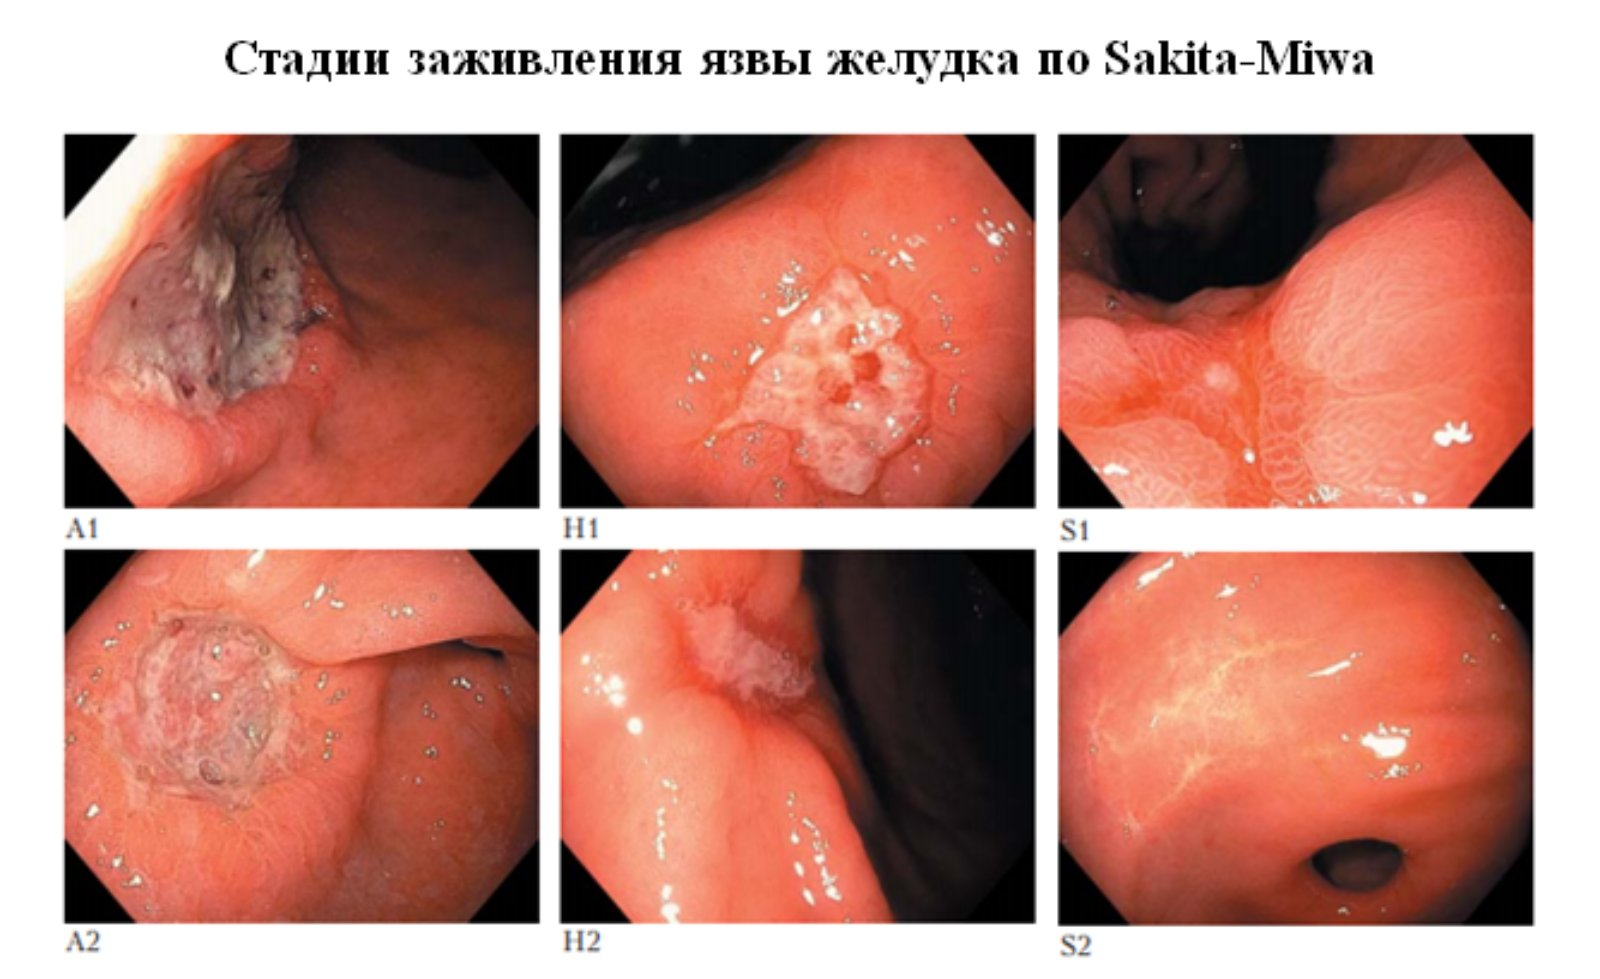 Стадии заживления язвы желудка по Sakita-Miwa
A1
H1
S1
A2
H2
S2